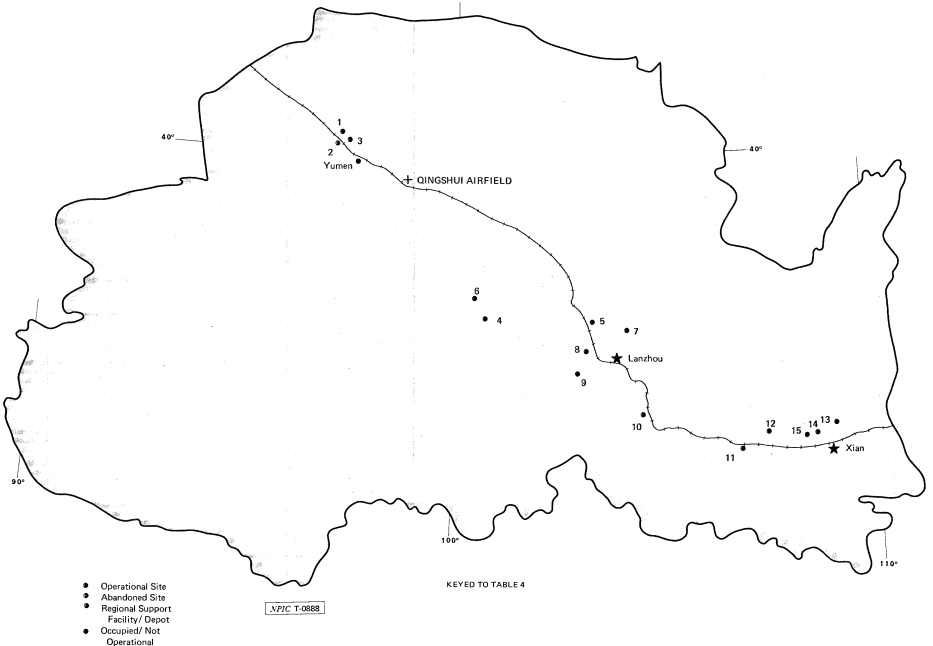 40°
1
3
2
Yumen
QINGSHUI AIRFIELD
40°
6
4
5
7
8
Lanzhou
9
10
12
15
14
13
11
Xian
90°
100°
110°
Operational Site
Abandoned Site
Regional Support
Facility/Depot
Occupied/Not
Operational
KEYED TO TABLE 4
NPIC T-0888